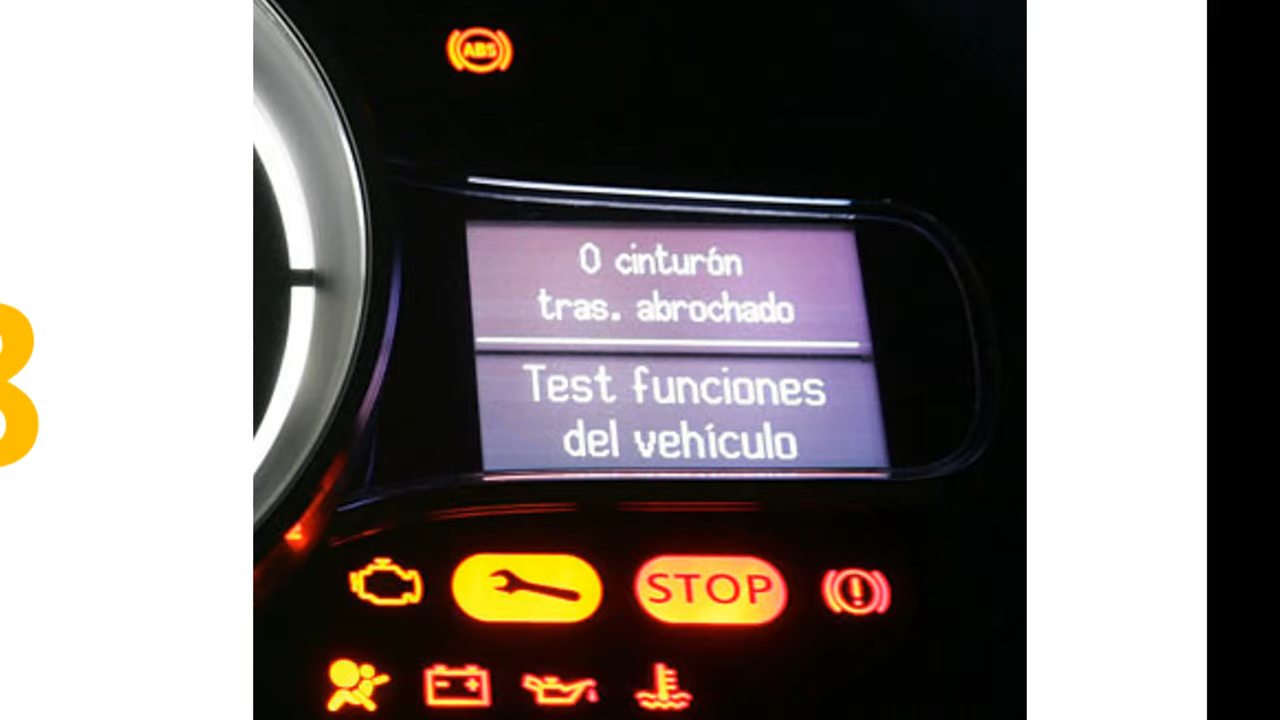 ABS
0 cinturón
tras. abrochado
Test funciones
del vehículo
STOP